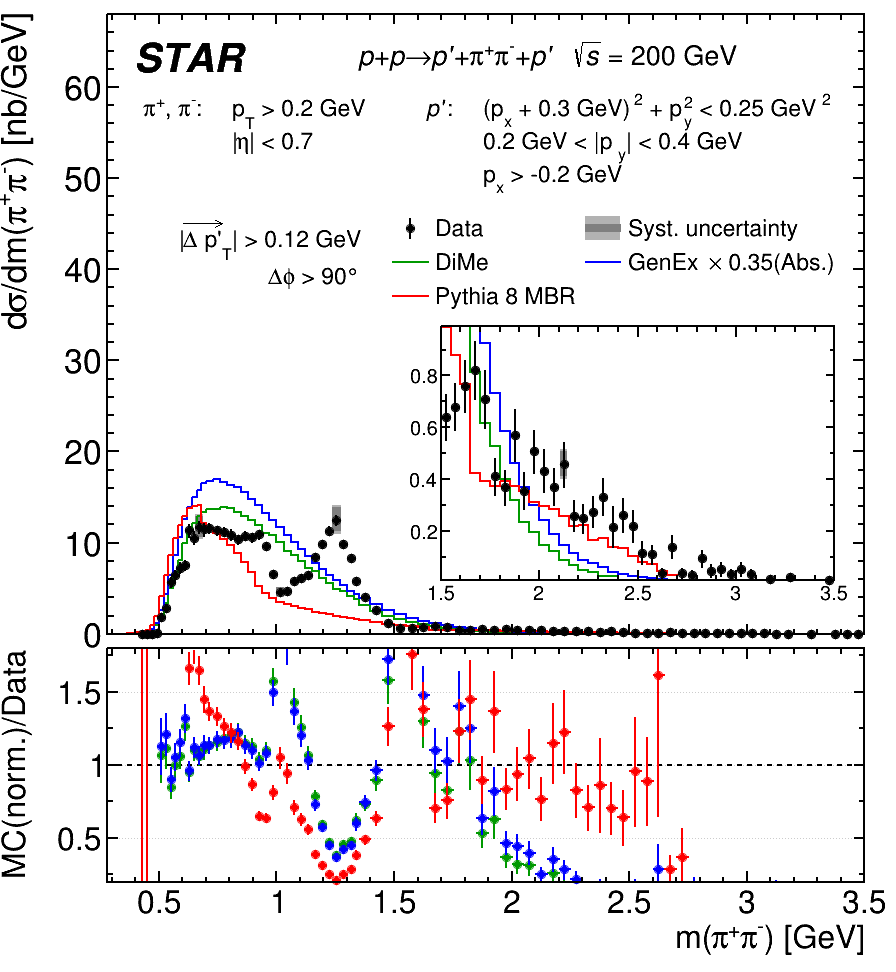 STAR p+p→p'+π⁺π⁻+p' √s = 200 GeV
π⁺, π⁻: p_T > 0.2 GeV
|η| < 0.7
p': (p_x + 0.3 GeV)² + p_y² < 0.25 GeV²
0.2 GeV < |p_y| < 0.4 GeV
p_x > -0.2 GeV
|Δp'_T| > 0.12 GeV
Δϕ > 90°
Data
Syst. uncertainty
DiMe
GenEx × 0.35(Abs.)
Pythia 8 MBR
dσ/dm(π⁺π⁻) [nb/GeV]
60
50
40
30
20
10
0
0.8
0.6
0.4
0.2
1.5 2 2.5 3 3.5
MC(norm.)/Data
1.5
1
0.5
0.5 1 1.5 2 2.5 3 3.5
m(π⁺π⁻) [GeV]